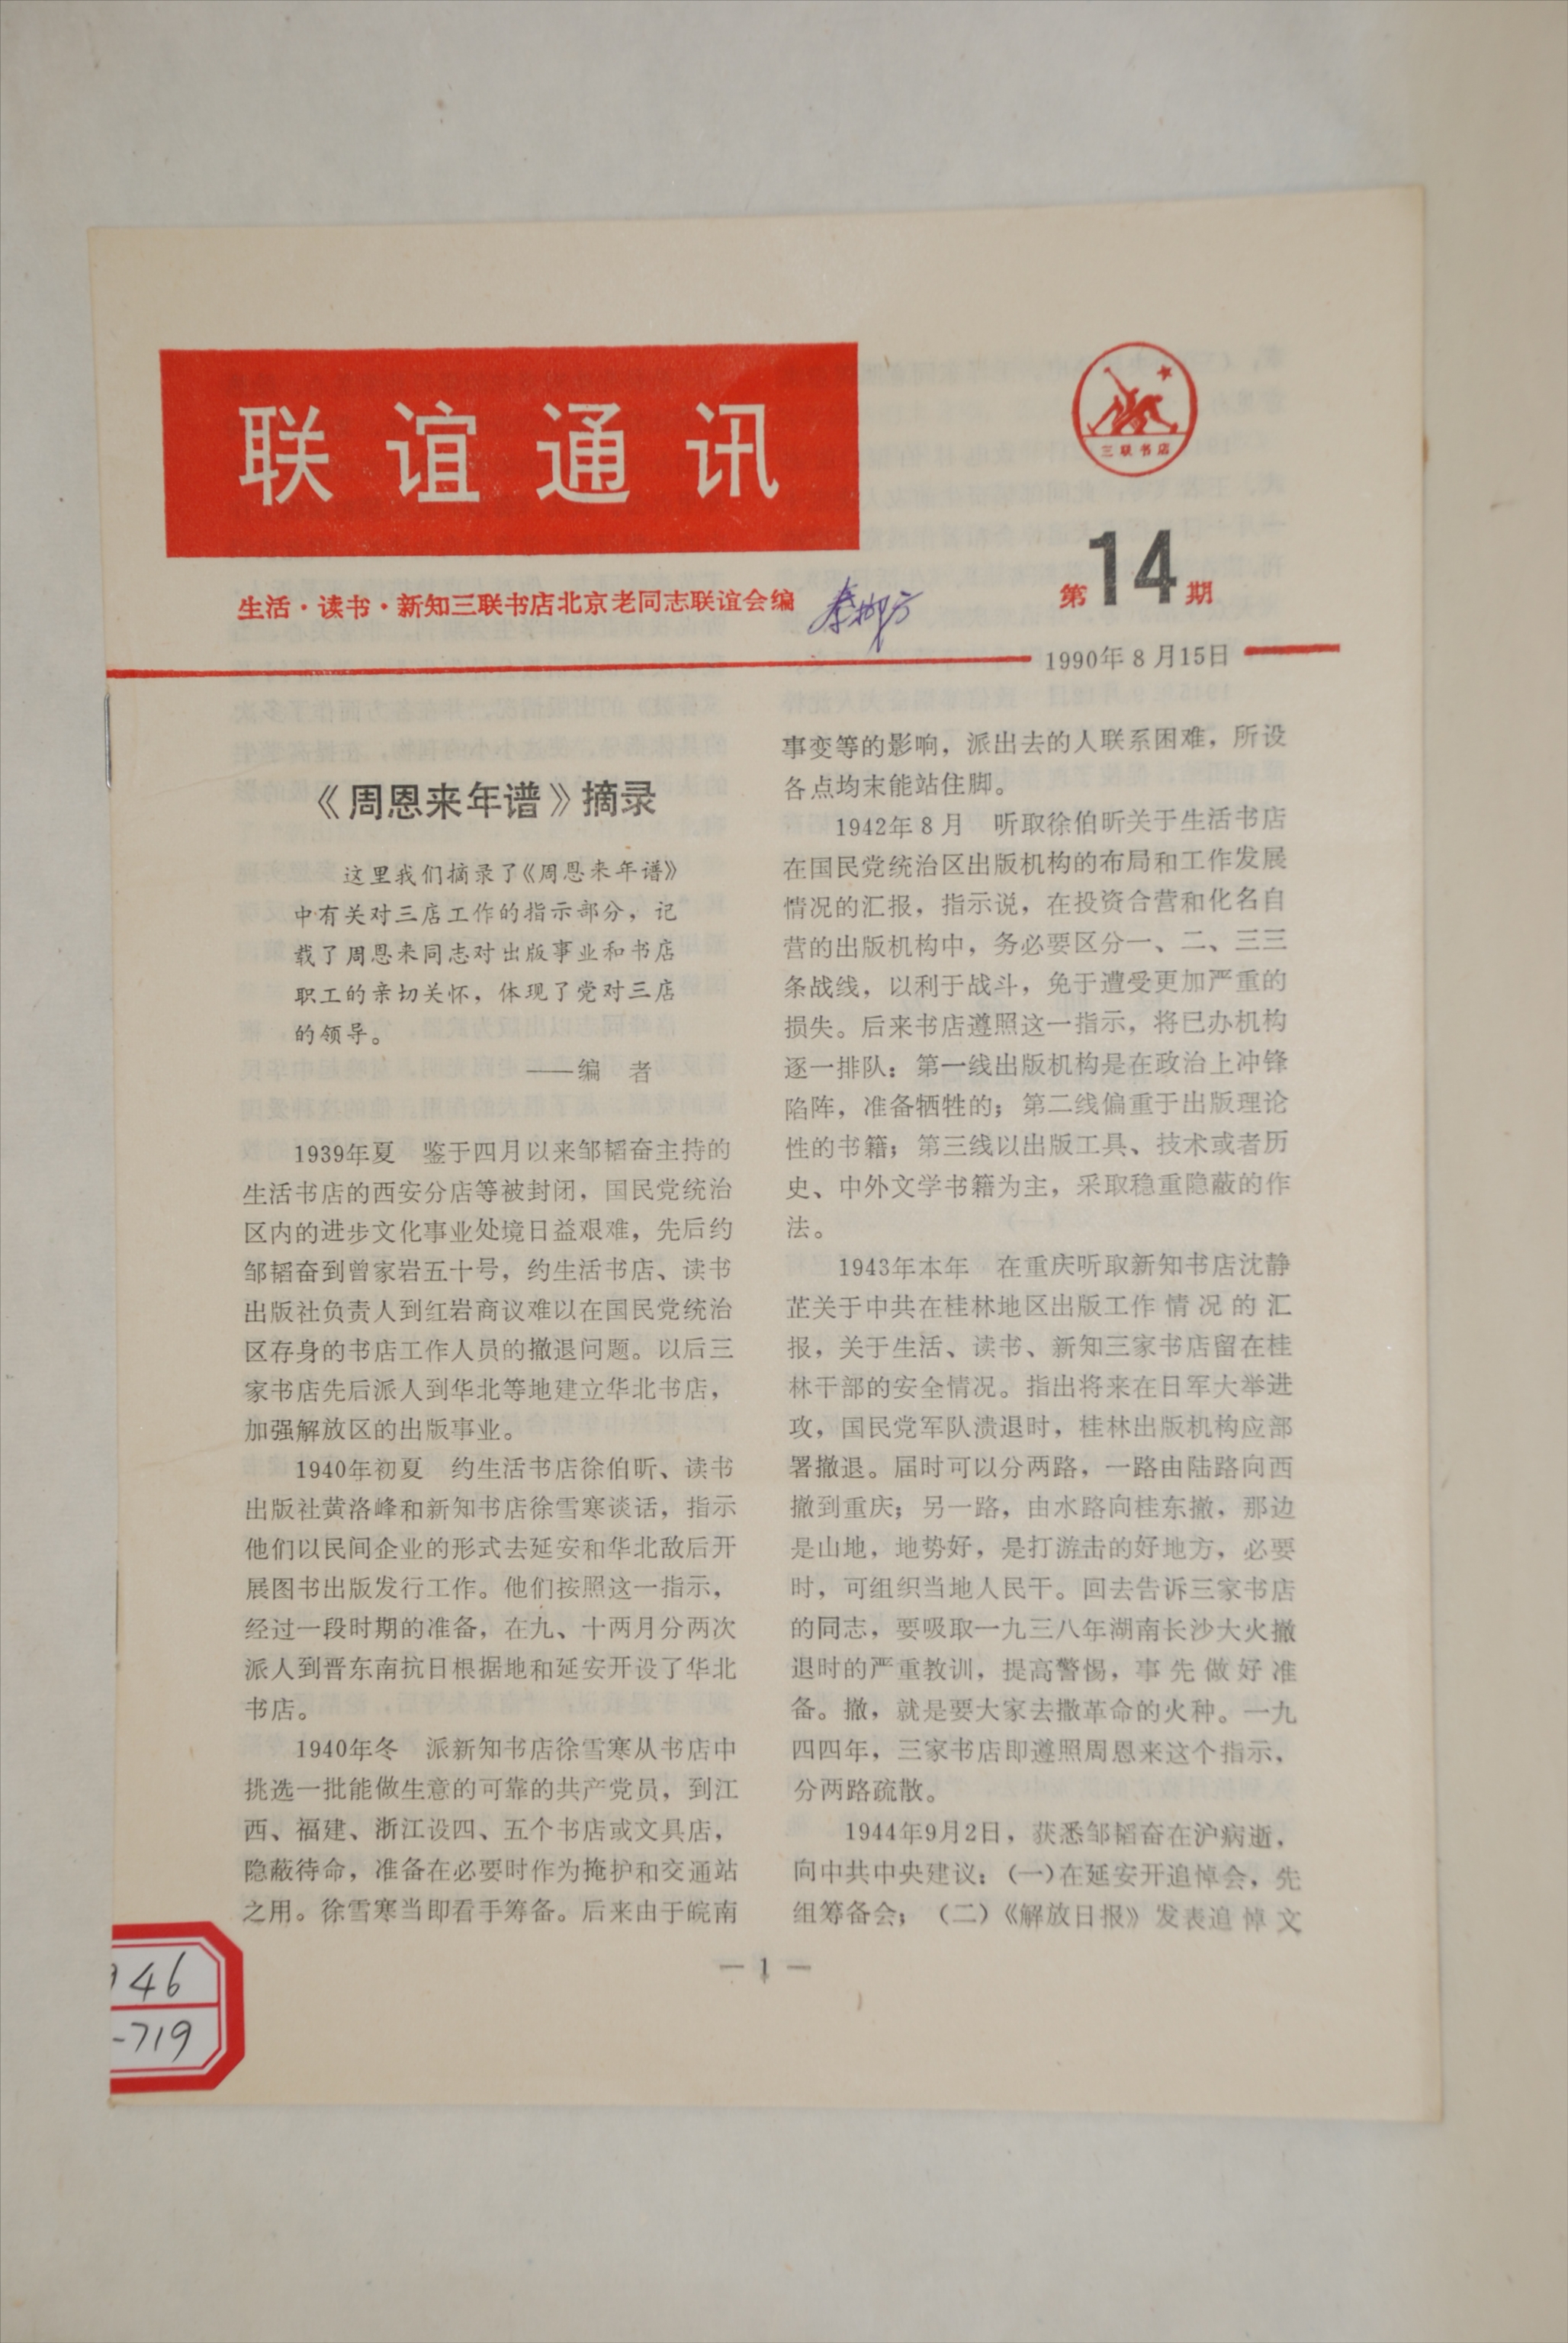 联谊通讯
三联书店
第14期
生活·读书·新知三联书店北京老同志联谊会编
1990年8月15日
《周恩来年谱》摘录
这里我们摘录了《周恩来年谱》
中有关对三店工作的指示部分，记
载了周恩来同志对出版事业和书店
职工的亲切关怀，体现了党对三店
的领导。
——编　者
1939年夏　鉴于四月以来邹韬奋主持的
生活书店的西安分店等被封闭，国民党统治
区内的进步文化事业处境日益艰难，先后约
邹韬奋到曾家岩五十号，约生活书店、读书
出版社负责人到红岩商议难以在国民党统治
区存身的书店工作人员的撤退问题。以后三
家书店先后派人到华北等地建立华北书店，
加强解放区的出版事业。
1940年初夏　约生活书店徐伯昕、读书
出版社黄洛峰和新知书店徐雪寒谈话，指示
他们以民间企业的形式去延安和华北敌后开
展图书出版发行工作。他们按照这一指示，
经过一段时期的准备，在九、十两月分两次
派人到晋东南抗日根据地和延安开设了华北
书店。
1940年冬　派新知书店徐雪寒从书店中
挑选一批能做生意的可靠的共产党员，到江
西、福建、浙江设四、五个书店或文具店，
隐蔽待命，准备在必要时作为掩护和交通站
之用。徐雪寒当即看手筹备。后来由于皖南
事变等的影响，派出去的人联系困难，所设
各点均末能站住脚。
1942年8月　听取徐伯昕关于生活书店
在国民党统治区出版机构的布局和工作发展
情况的汇报，指示说，在投资合营和化名自
营的出版机构中，务必要区分一、二、三三
条战线，以利于战斗，免于遭受更加严重的
损失。后来书店遵照这一指示，将已办机构
逐一排队：第一线出版机构是在政治上冲锋
陷阵，准备牺牲的；第二线偏重于出版理论
性的书籍；第三线以出版工具、技术或者历
史、中外文学书籍为主，采取稳重隐蔽的作
法。
1943年本年　在重庆听取新知书店沈静
芷关于中共在桂林地区出版工作情况的汇
报，关于生活、读书、新知三家书店留在桂
林干部的安全情况。指出将来在日军大举进
攻，国民党军队溃退时，桂林出版机构应部
署撤退。届时可以分两路，一路由陆路向西
撤到重庆；另一路，由水路向桂东撤，那边
是山地，地势好，是打游击的好地方，必要
时，可组织当地人民干。回去告诉三家书店
的同志，要吸取一九三八年湖南长沙大火撤
退时的严重教训，提高警惕，事先做好准
备。撤，就是要大家去撒革命的火种。一九
四四年，三家书店即遵照周恩来这个指示，
分两路疏散。
1944年9月2日，获悉邹韬奋在沪病逝，
向中共中央建议：（一）在延安开追悼会，先
组筹备会；（二）《解放日报》发表追悼文
— 1 —
46
-719